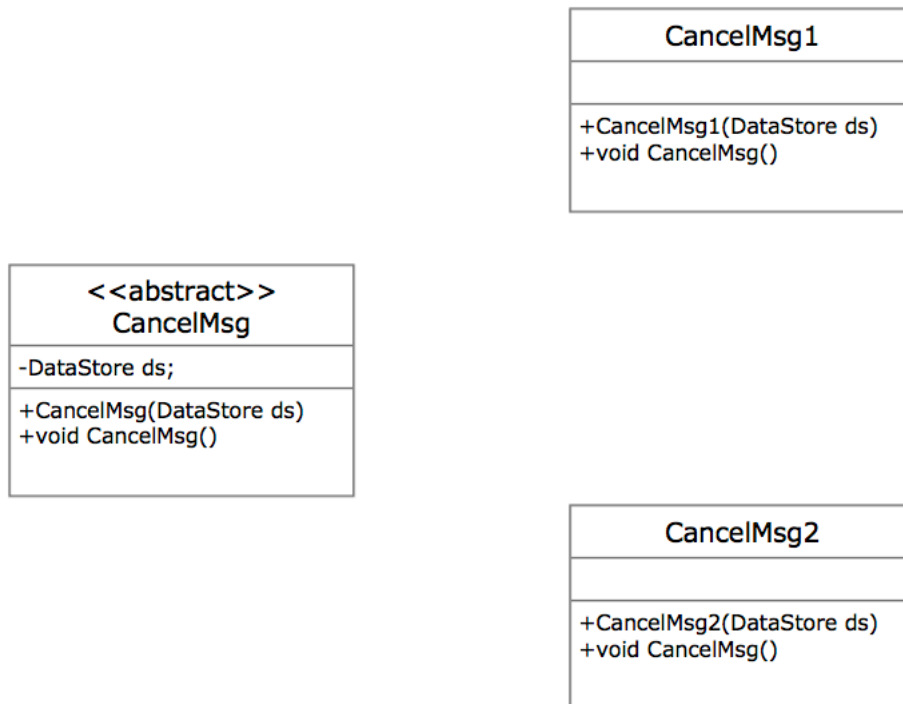 CancelMsg1
+CancelMsg1(DataStore ds)
+void CancelMsg()
<<abstract>>
CancelMsg
-DataStore ds;
+CancelMsg(DataStore ds)
+void CancelMsg()
CancelMsg2
+CancelMsg2(DataStore ds)
+void CancelMsg()